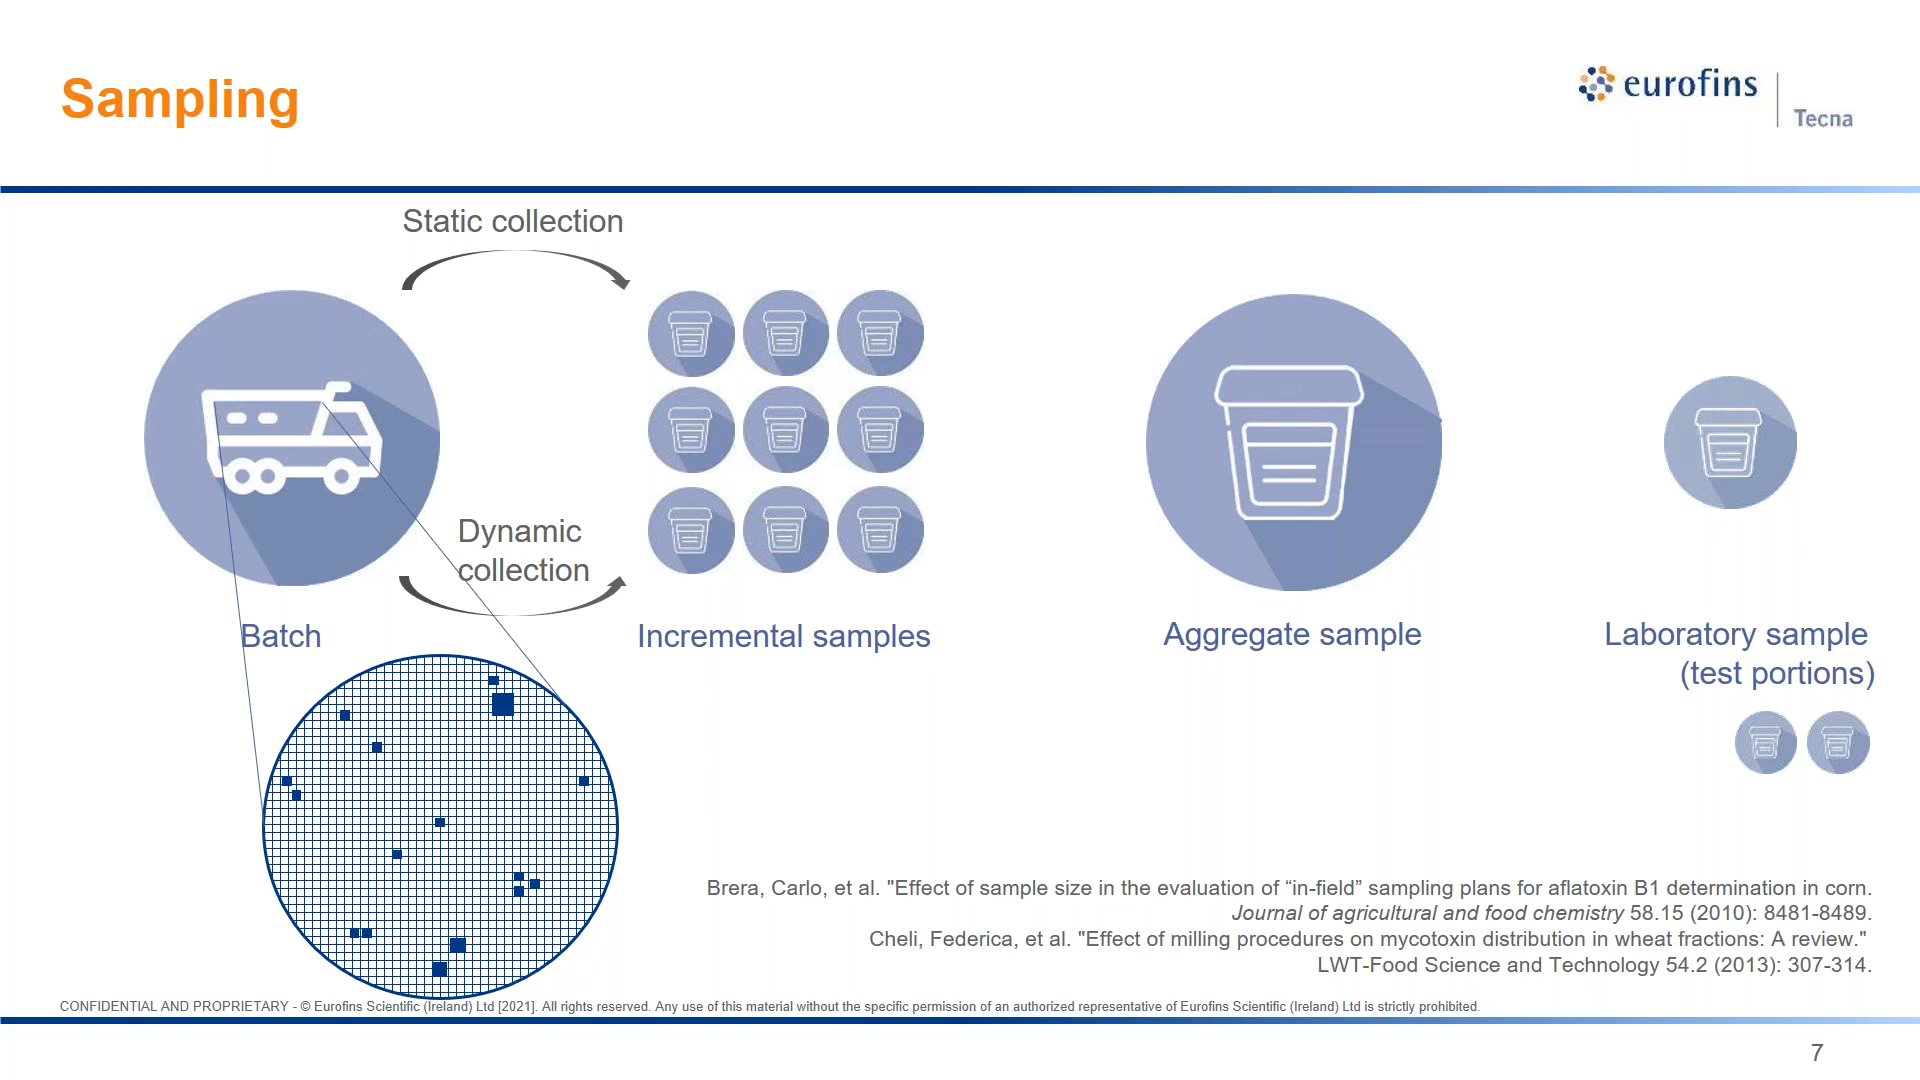 Sampling
eurofins
Tecna
Static collection
Dynamic
collection
Batch
Incremental samples
Aggregate sample
Laboratory sample
(test portions)
Brera, Carlo, et al. "Effect of sample size in the evaluation of “in-field” sampling plans for aflatoxin B1 determination in corn.
Journal of agricultural and food chemistry 58.15 (2010): 8481-8489.
Cheli, Federica, et al. "Effect of milling procedures on mycotoxin distribution in wheat fractions: A review."
LWT-Food Science and Technology 54.2 (2013): 307-314.
CONFIDENTIAL AND PROPRIETARY - © Eurofins Scientific (Ireland) Ltd [2021]. All rights reserved. Any use of this material without the specific permission of an authorized representative of Eurofins Scientific (Ireland) Ltd is strictly prohibited.
7